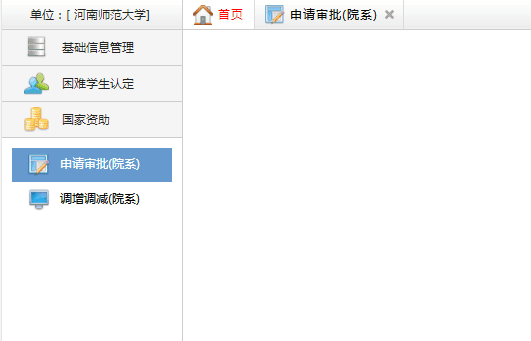 单位：[ 河南师范大学]
首页
申请审批(院系)
基础信息管理
困难学生认定
国家资助
申请审批(院系)
调增调减(院系)